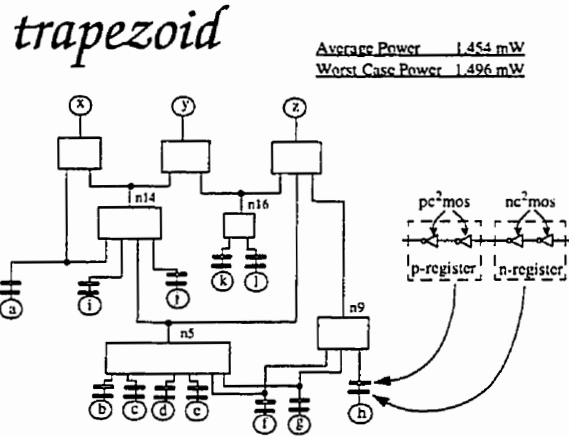 trapezoid
Average Power 1.454 mW
Worst Case Power 1.496 mW
x y z
n14
n16
pc²mos nc²mos
p-register n-register
k l
a i
n9
n5
b c d
f g h